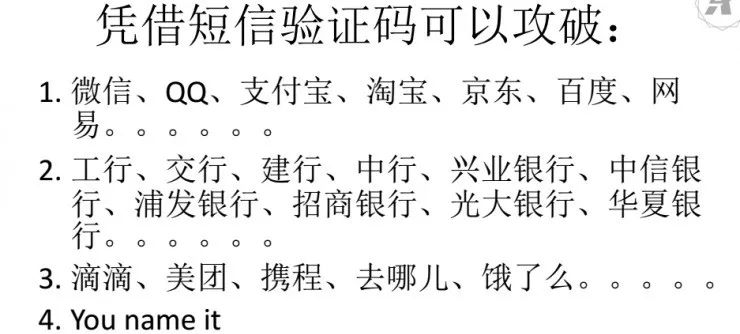 凭借短信验证码可以攻破：
1. 微信、QQ、支付宝、淘宝、京东、百度、网
易。。。。。。
2. 工行、交行、建行、中行、兴业银行、中信银
行、浦发银行、招商银行、光大银行、华夏银
行。。。。。。
3. 滴滴、美团、携程、去哪儿、饿了么。。。。。
4. You name it